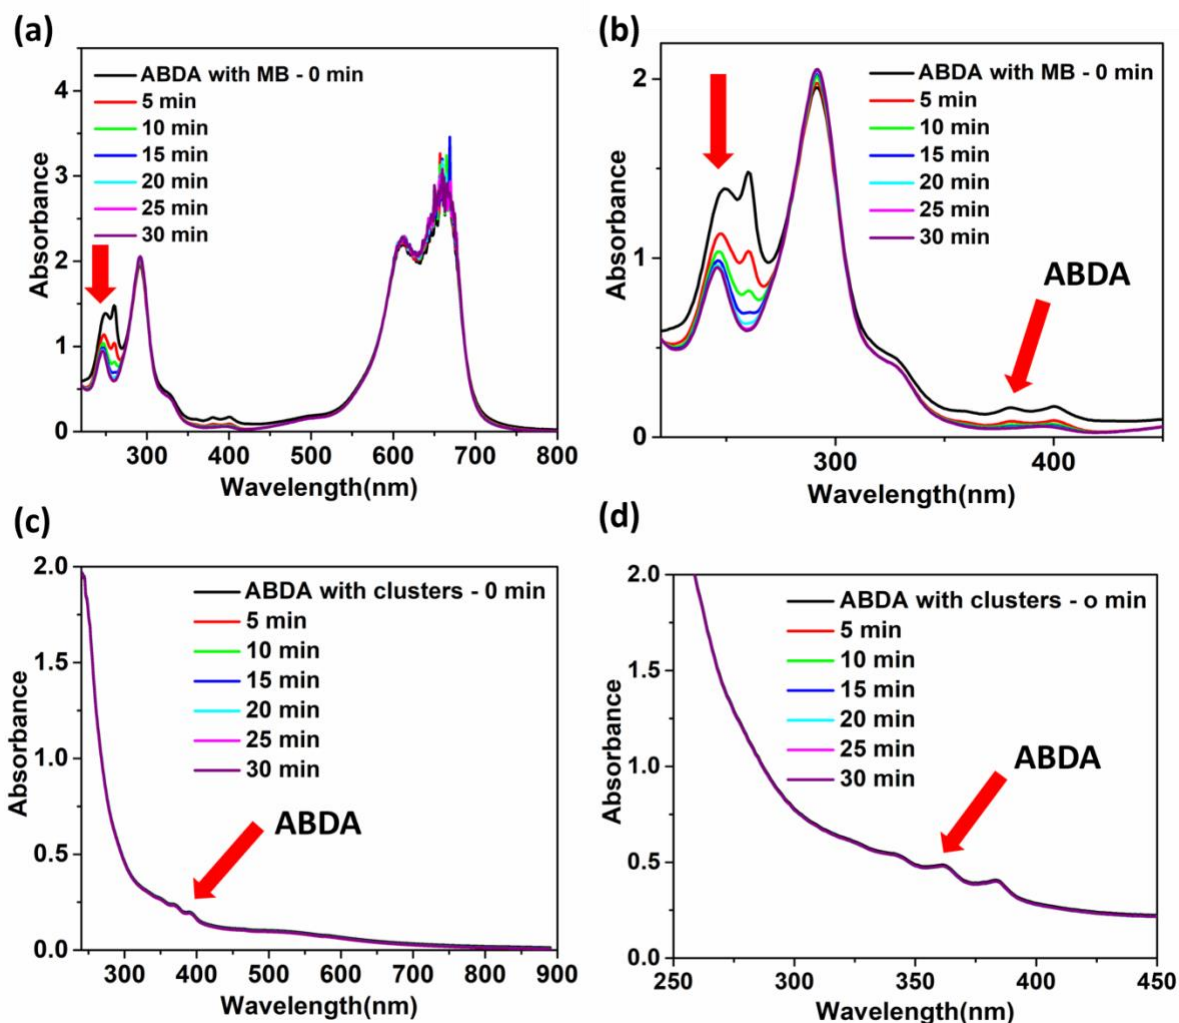 (a)
ABDA with MB - 0 min
5 min
10 min
15 min
20 min
25 min
30 min
4
3
2
1
0
300
400
500
600
700
800
Absorbance
Wavelength(nm)
(b)
ABDA with MB - 0 min
5 min
10 min
15 min
20 min
25 min
30 min
ABDA
2
1
0
300
400
Absorbance
Wavelength(nm)
(c)
ABDA with clusters - 0 min
5 min
10 min
15 min
20 min
25 min
30 min
ABDA
2.0
1.5
1.0
0.5
0.0
300
400
500
600
700
800
900
Absorbance
Wavelength(nm)
(d)
ABDA with clusters - o min
5 min
10 min
15 min
20 min
25 min
30 min
ABDA
2.0
1.5
1.0
0.5
0.0
250
300
350
400
450
Absorbance
Wavelength(nm)